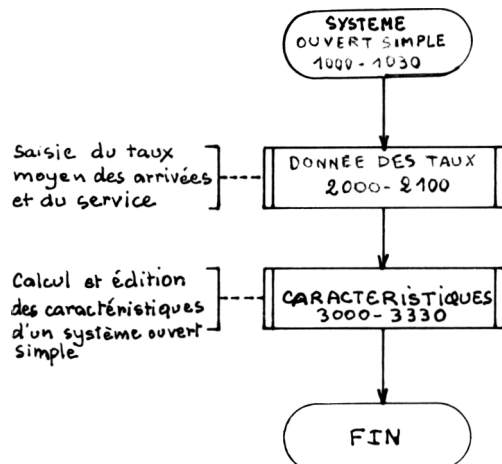 SYSTEME
OUVERT SIMPLE
1000-1030
Saisie du taux
moyen des arrivées
et du service
DONNÉE DES TAUX
2000-2100
Calcul et édition
des caractéristiques
d'un système ouvert
simple
CARACTERISTIQUES
3000-3330
FIN